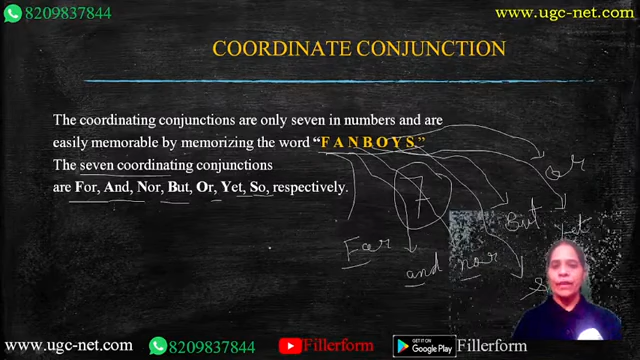 8209837844
www.ugc-net.com
COORDINATE CONJUNCTION
The coordinating conjunctions are only seven in numbers and are
easily memorable by memorizing the word “F A N B O Y S.”
The seven coordinating conjunctions
are For, And, Nor, But, Or, Yet, So, respectively.
7
or
But
Yet
For
and
nor
www.ugc-net.com
8209837844
Fillerform
GET IT ON
Google Play
Fillerform